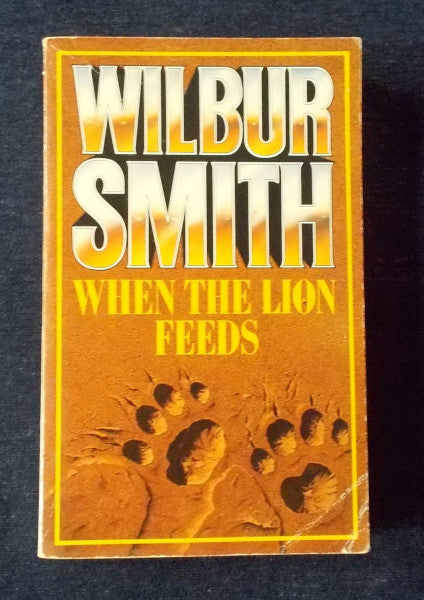 WILBUR
SMITH
WHEN THE LION
FEEDS